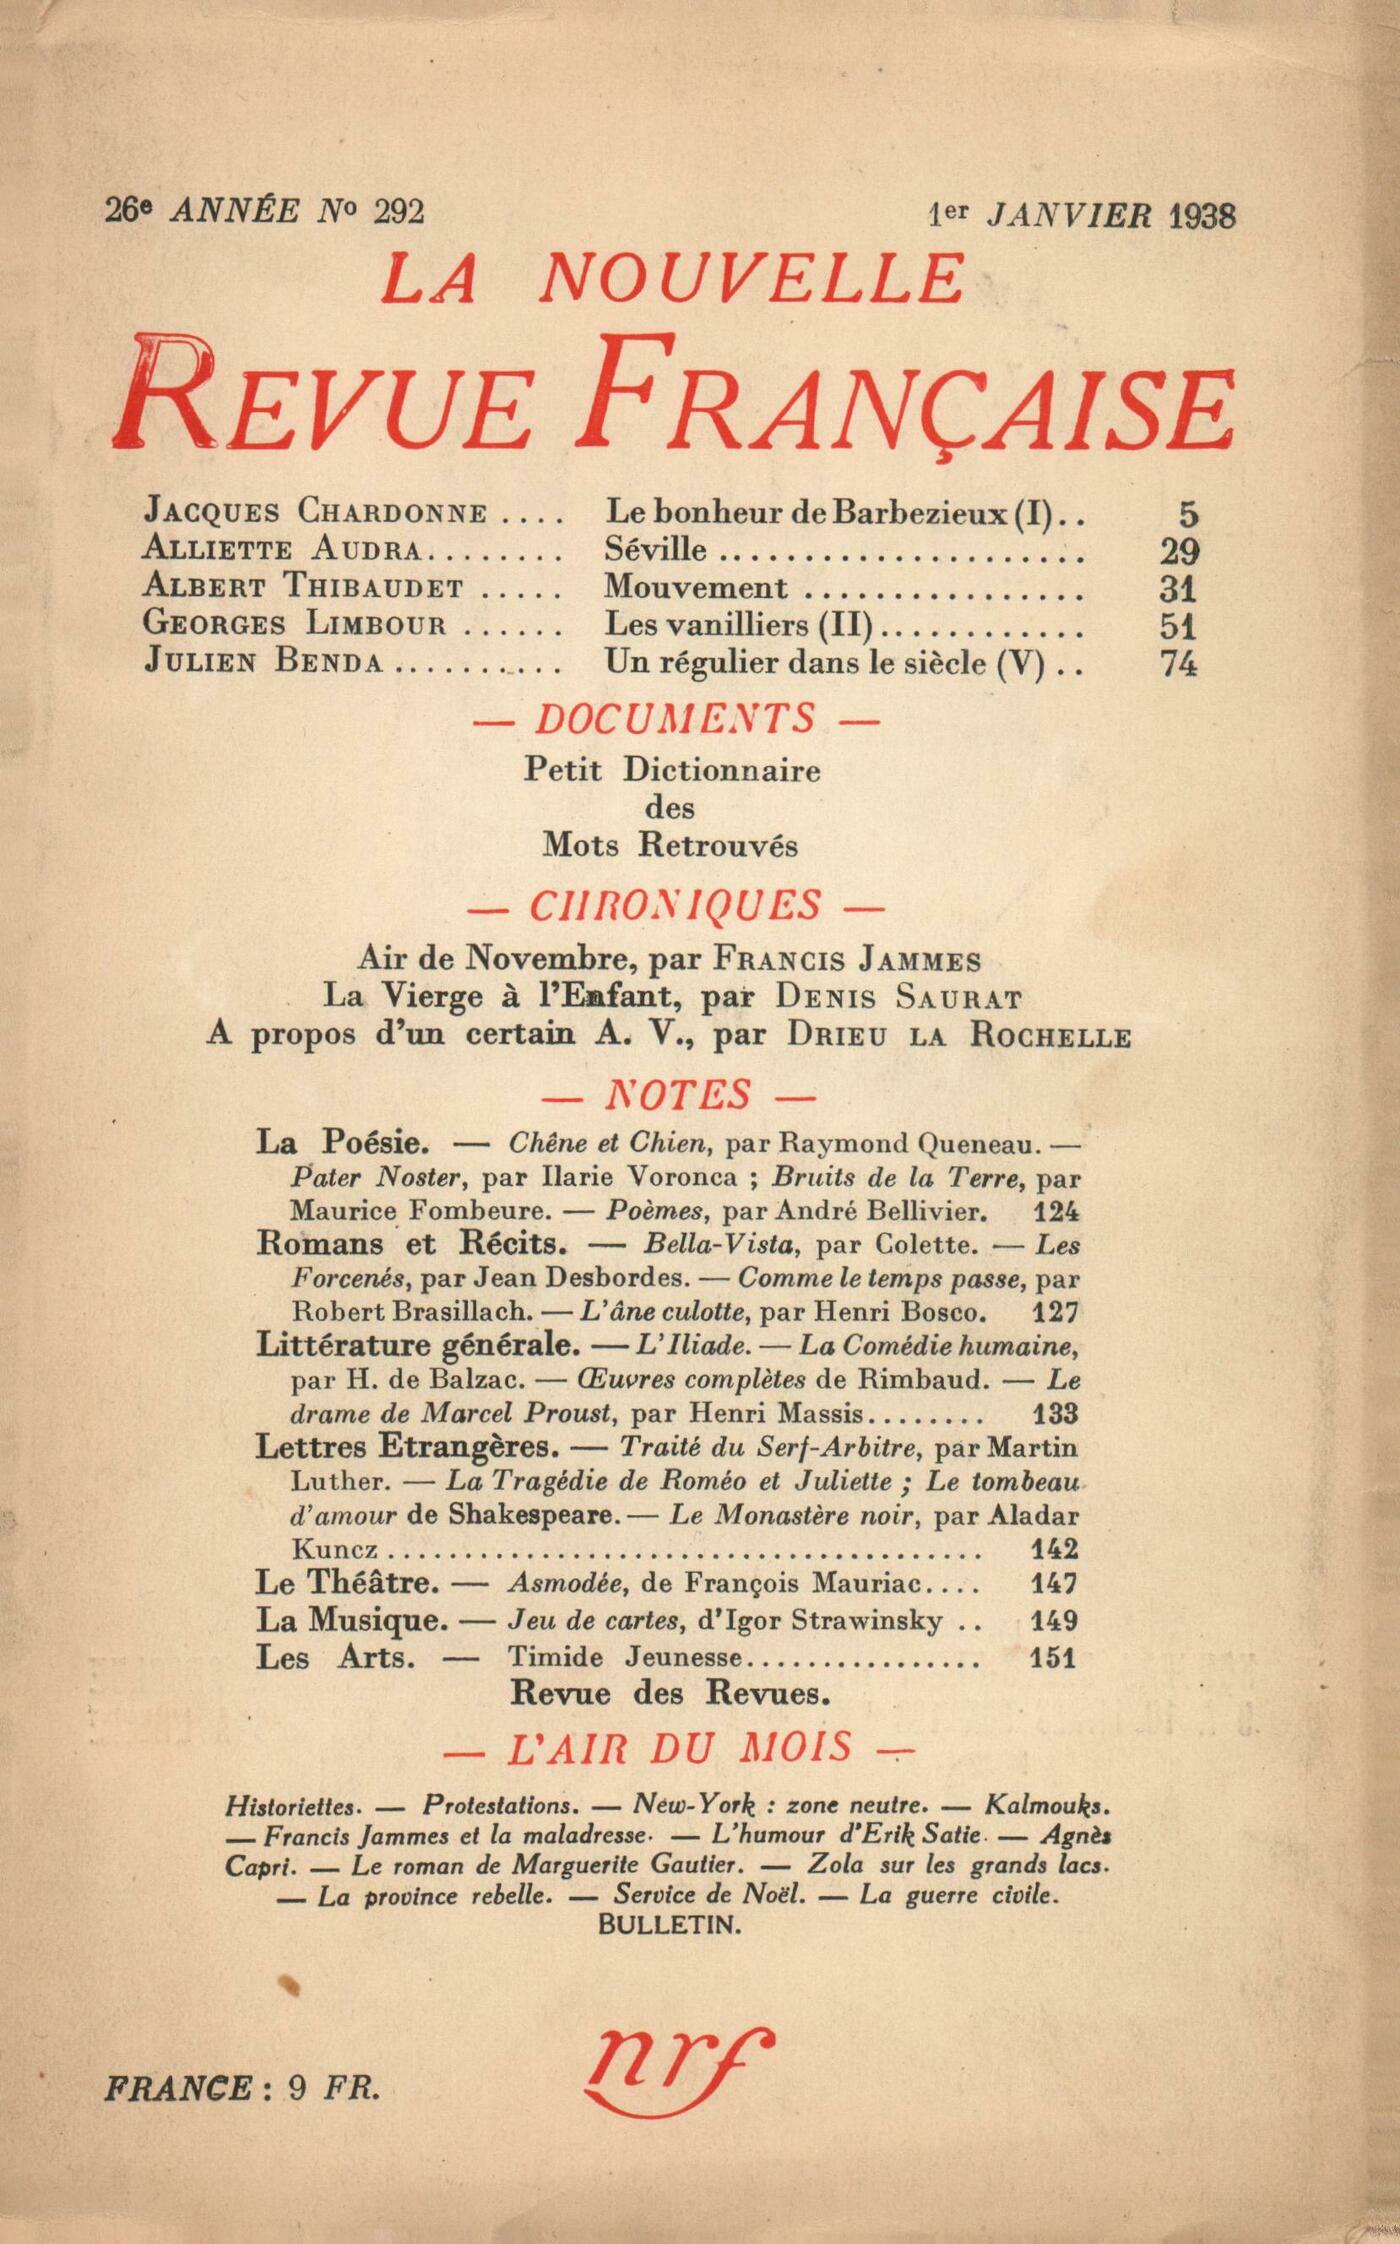 26e ANNÉE No 292
1er JANVIER 1938
LA NOUVELLE
REVUE FRANÇAISE
JACQUES CHARDONNE .... Le bonheur de Barbezieux (I).. 5
ALLIETTE AUDRA........ Séville ...................... 29
ALBERT THIBAUDET ..... Mouvement ................ 31
GEORGES LIMBOUR ...... Les vanilliers (II)............ 51
JULIEN BENDA ........... Un régulier dans le siècle (V) .. 74
— DOCUMENTS —
Petit Dictionnaire
des
Mots Retrouvés
— CHRONIQUES —
Air de Novembre, par FRANCIS JAMMES
La Vierge à l'Enfant, par DENIS SAURAT
A propos d'un certain A. V., par DRIEU LA ROCHELLE
— NOTES —
La Poésie. — Chêne et Chien, par Raymond Queneau. —
Pater Noster, par Ilarie Voronca ; Bruits de la Terre, par
Maurice Fombeure. — Poèmes, par André Bellivier. 124
Romans et Récits. — Bella-Vista, par Colette. — Les
Forcenés, par Jean Desbordes. — Comme le temps passe, par
Robert Brasillach. — L'âne culotte, par Henri Bosco. 127
Littérature générale. — L'Iliade. — La Comédie humaine,
par H. de Balzac. — Œuvres complètes de Rimbaud. — Le
drame de Marcel Proust, par Henri Massis........ 133
Lettres Etrangères. — Traité du Serf-Arbitre, par Martin
Luther. — La Tragédie de Roméo et Juliette ; Le tombeau
d'amour de Shakespeare. — Le Monastère noir, par Aladar
Kuncz ....................................... 142
Le Théâtre. — Asmodée, de François Mauriac.... 147
La Musique. — Jeu de cartes, d'Igor Strawinsky .. 149
Les Arts. — Timide Jeunesse................ 151
Revue des Revues.
— L'AIR DU MOIS —
Historiettes. — Protestations. — New-York : zone neutre. — Kalmouks.
— Francis Jammes et la maladresse. — L'humour d'Erik Satie. — Agnès
Capri. — Le roman de Marguerite Gautier. — Zola sur les grands lacs.
— La province rebelle. — Service de Noël. — La guerre civile.
BULLETIN.
nrf
FRANCE : 9 FR.